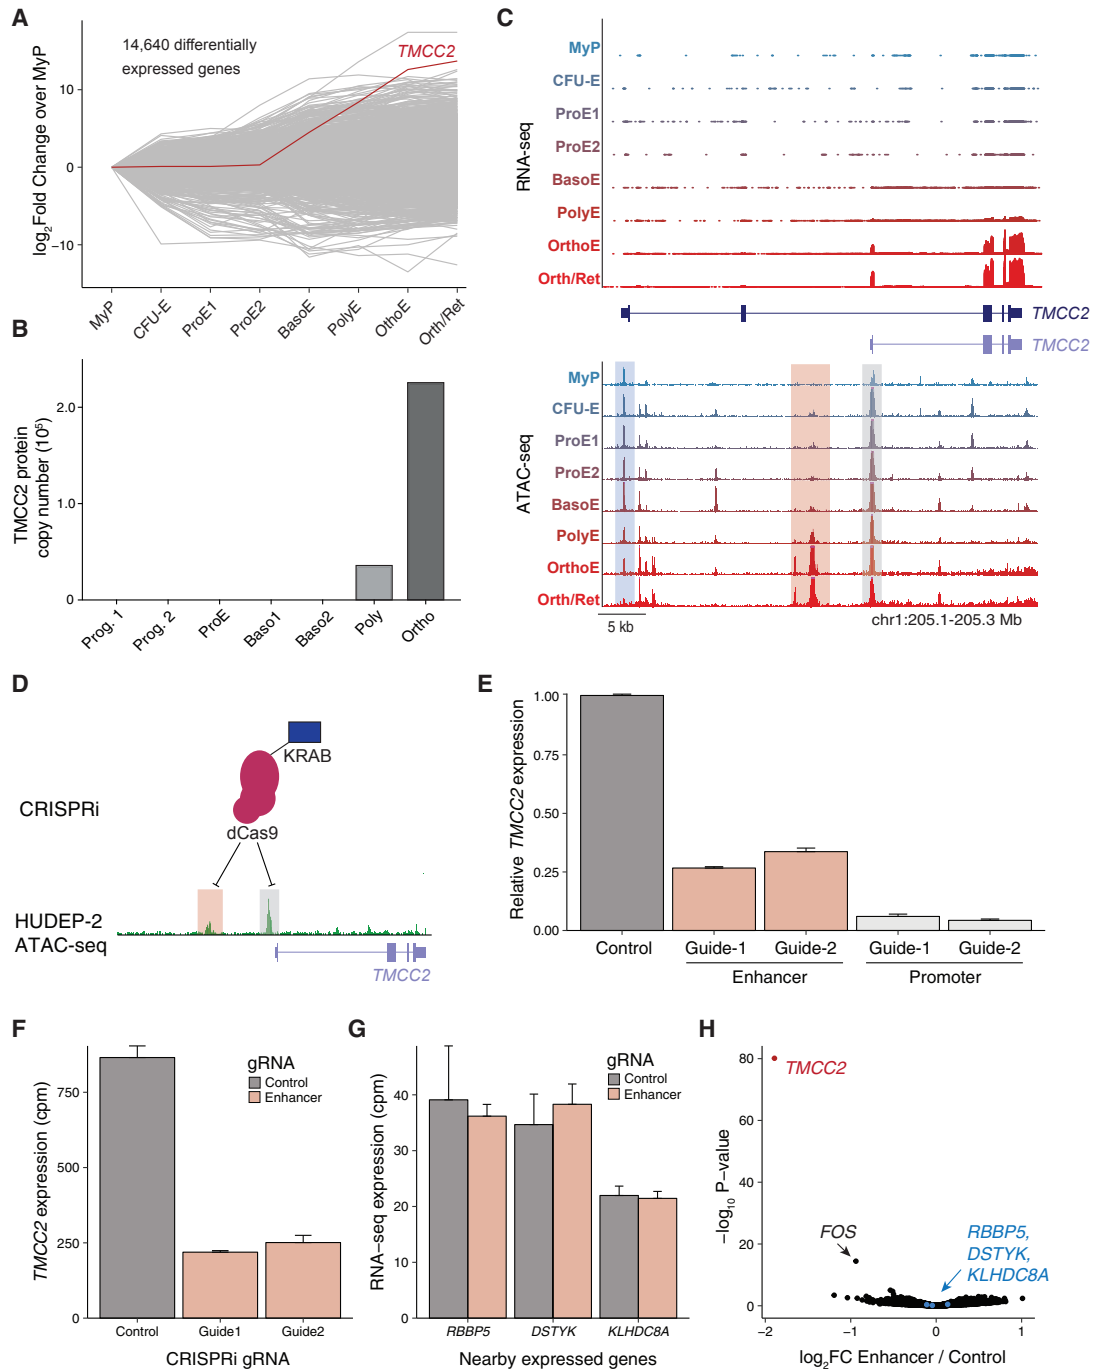 A
14,640 differentially
expressed genes
TMCC2
log2Fold Change over MyP
10
0
−10
MyP
CFU-E
ProE1
ProE2
BasoE
PolyE
OthoE
Orth/Ret
B
TMCC2 protein
copy number (10⁵)
2.0
1.0
0
Prog. 1
Prog. 2
ProE
Baso1
Baso2
Poly
Ortho
C
RNA-seq
MyP
CFU-E
ProE1
ProE2
BasoE
PolyE
OrthoE
Orth/Ret
TMCC2
TMCC2
ATAC-seq
MyP
CFU-E
ProE1
ProE2
BasoE
PolyE
OrthoE
Orth/Ret
5 kb
chr1:205.1-205.3 Mb
D
KRAB
CRISPRi
dCas9
HUDEP-2
ATAC-seq
TMCC2
E
Relative TMCC2 expression
1.00
0.75
0.50
0.25
0.00
Control
Guide-1
Guide-2
Guide-1
Guide-2
Enhancer
Promoter
F
TMCC2 expression (cpm)
750
500
250
0
gRNA
Control
Enhancer
Control
Guide1
Guide2
CRISPRi gRNA
G
RNA−seq expression (cpm)
40
30
20
10
0
gRNA
Control
Enhancer
RBBP5
DSTYK
KLHDC8A
Nearby expressed genes
H
−log10 P−value
80
60
40
20
0
TMCC2
FOS
RBBP5,
DSTYK,
KLHDC8A
−2
−1
0
1
log2FC Enhancer / Control